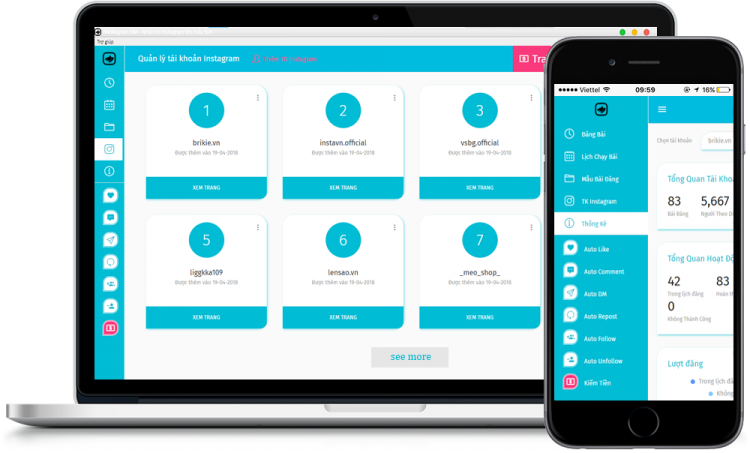 Trợ giúp
Quản lý tài khoản Instagram
Tra
1
brikie.vn
Được thêm vào 19-04-2018
XEM TRANG
2
instavn.official
Được thêm vào 19-04-2018
XEM TRANG
3
vsbg.official
Được thêm vào 19-04-2018
XEM TRANG
5
liggkka109
Được thêm vào 19-04-2018
XEM TRANG
6
lensao.vn
Được thêm vào 19-04-2018
XEM TRANG
7
_meo_shop_
Được thêm vào 19-04-2018
XEM TRANG
see more
Viettel 09:59 16%
Đăng Bài
Lịch Chạy Bài
Mẫu Bài Đăng
TK Instagram
Thống Kê
Auto Like
Auto Comment
Auto DM
Auto Repost
Auto Follow
Auto Unfollow
Kiếm Tiền
Chọn tài khoản brikie.vn
Tổng Quan Tài Kho
83 5,667
Bài Đăng Người Theo D
Tổng Quan Hoạt Đ
42 83
Trong lịch đăng Hoàn
0
Không Thành Công
Lượt đăng
Trong lịch đă
Khôn